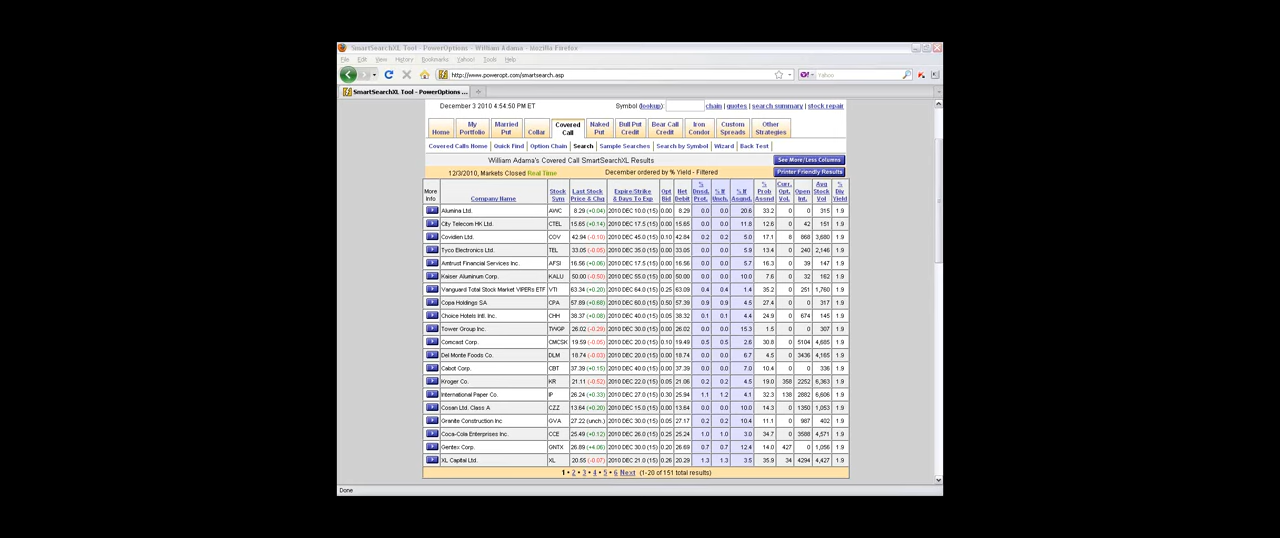 SmartSearchXL Tool - PowerOptions - William Adama - Mozilla Firefox
File Edit View History Bookmarks Yahoo! Tools Help
http://www.poweropt.com/smartsearch.asp Yahoo
SmartSearchXL Tool - PowerOptions ...
December 3 2010 4:54:50 PM ET Symbol (lookup): chain | quotes | search summary | stock repair
Home My Portfolio Married Put Collar Covered Call Naked Put Bull Put Credit Bear Call Credit Iron Condor Custom Spreads Other Strategies
Covered Calls Home | Quick Find | Option Chain | Search | Sample Searches | Search by Symbol | Wizard | Back Test |
William Adama's Covered Call SmartSearchXL Results See More/Less Columns
12/3/2010, Markets Closed Real Time December ordered by % Yield - Filtered Printer Friendly Results
More Info Company Name Stock Sym Last Stock Price & Chg Expire/Strike & Days To Exp Opt Bid Net Debit % Dnsd. Prot. % If Unch. % If Assgnd. % Prob Assnd Curr. Opt. Vol. Open Int. Avg Stock Vol % Div Yield
Alumina Ltd. AWC 8.29 (+0.04) 2010 DEC 10.0 (15) 0.00 8.29 0.0 0.0 20.6 33.2 0 0 315 1.9
City Telecom HK Ltd. CTEL 15.65 (+0.14) 2010 DEC 17.5 (15) 0.00 15.65 0.0 0.0 11.8 12.6 0 42 151 1.9
Covidien Ltd. COV 42.94 (-0.10) 2010 DEC 45.0 (15) 0.10 42.84 0.2 0.2 5.0 17.1 8 868 3,680 1.9
Tyco Electronics Ltd. TEL 33.05 (-0.05) 2010 DEC 35.0 (15) 0.00 33.05 0.0 0.0 5.9 13.4 0 240 2,146 1.9
Amtrust Financial Services Inc. AFSI 16.56 (+0.06) 2010 DEC 17.5 (15) 0.00 16.56 0.0 0.0 5.7 16.3 0 39 147 1.9
Kaiser Aluminum Corp. KALU 50.00 (-0.50) 2010 DEC 55.0 (15) 0.00 50.00 0.0 0.0 10.0 7.6 0 32 162 1.9
Vanguard Total Stock Market VIPERs ETF VTI 63.34 (+0.20) 2010 DEC 64.0 (15) 0.25 63.09 0.4 0.4 1.4 35.2 0 251 1,760 1.9
Copa Holdings SA CPA 57.89 (+0.68) 2010 DEC 60.0 (15) 0.50 57.39 0.9 0.9 4.5 27.4 0 0 317 1.9
Choice Hotels Intl. Inc. CHH 38.37 (+0.08) 2010 DEC 40.0 (15) 0.05 38.32 0.1 0.1 4.4 24.9 0 674 145 1.9
Tower Group Inc. TWGP 26.02 (-0.28) 2010 DEC 30.0 (15) 0.00 26.02 0.0 0.0 15.3 1.5 0 0 307 1.9
Comcast Corp. CMCSK 19.59 (-0.05) 2010 DEC 20.0 (15) 0.10 19.49 0.5 0.5 2.6 30.8 0 5104 4,685 1.9
Del Monte Foods Co. DLM 18.74 (-0.03) 2010 DEC 20.0 (15) 0.00 18.74 0.0 0.0 6.7 4.5 0 3436 4,165 1.9
Cabot Corp. CBT 37.39 (+0.15) 2010 DEC 40.0 (15) 0.00 37.39 0.0 0.0 7.0 10.4 0 0 336 1.9
Kroger Co. KR 21.11 (-0.52) 2010 DEC 22.0 (15) 0.05 21.06 0.2 0.2 4.5 19.0 358 2252 6,363 1.9
International Paper Co. IP 26.24 (+0.33) 2010 DEC 27.0 (15) 0.30 25.94 1.1 1.2 4.1 32.3 138 2882 6,606 1.9
Cosan Ltd. Class A CZZ 13.64 (+0.20) 2010 DEC 15.0 (15) 0.00 13.64 0.0 0.0 10.0 14.3 0 1350 1,053 1.9
Granite Construction Inc GVA 27.22 (unch.) 2010 DEC 30.0 (15) 0.05 27.17 0.2 0.2 10.4 11.1 0 987 402 1.9
Coca-Cola Enterprises Inc. CCE 25.49 (+0.12) 2010 DEC 26.0 (15) 0.25 25.24 1.0 1.0 3.0 34.7 0 3588 4,571 1.9
Gentex Corp. GNTX 26.89 (+4.06) 2010 DEC 30.0 (15) 0.20 26.69 0.7 0.7 12.4 14.0 427 0 1,056 1.9
XL Capital Ltd. XL 20.55 (-0.07) 2010 DEC 21.0 (15) 0.26 20.29 1.3 1.3 3.5 35.9 34 4294 4,427 1.9
1 • 2 • 3 • 4 • 5 • 6 Next (1-20 of 151 total results)
Done